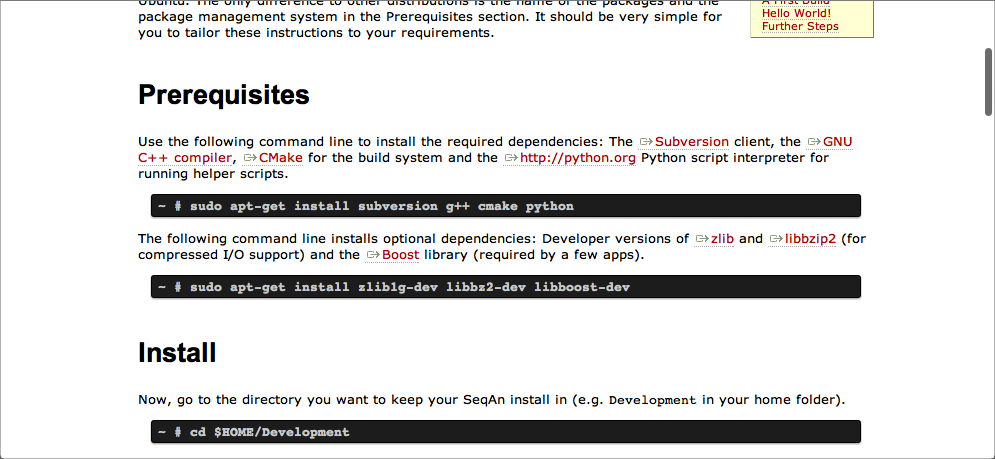 Ubuntu. The only difference to other distributions is the name of the packages and the
package management system in the Prerequisites section. It should be very simple for
you to tailor these instructions to your requirements.
A First Build
Hello World!
Further Steps
Prerequisites
Use the following command line to install the required dependencies: The Subversion client, the GNU
C++ compiler, CMake for the build system and the http://python.org Python script interpreter for
running helper scripts.
~ # sudo apt-get install subversion g++ cmake python
The following command line installs optional dependencies: Developer versions of zlib and libbzip2 (for
compressed I/O support) and the Boost library (required by a few apps).
~ # sudo apt-get install zlib1g-dev libbz2-dev libboost-dev
Install
Now, go to the directory you want to keep your SeqAn install in (e.g. Development in your home folder).
~ # cd $HOME/Development